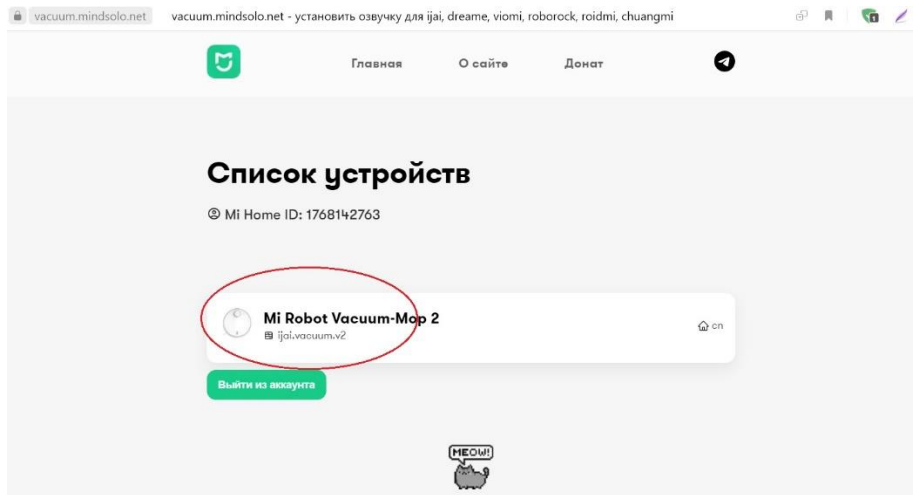 vacuum.mindsolo.net vacuum.mindsolo.net - установить озвучку для ijai, dreame, viomi, roborock, roidmi, chuangmi
1
Главная О сайте Донат
Список устройств
Mi Home ID: 1768142763
Mi Robot Vacuum-Mop 2
ijai.vacuum.v2
cn
Выйти из аккаунта
MEOW!